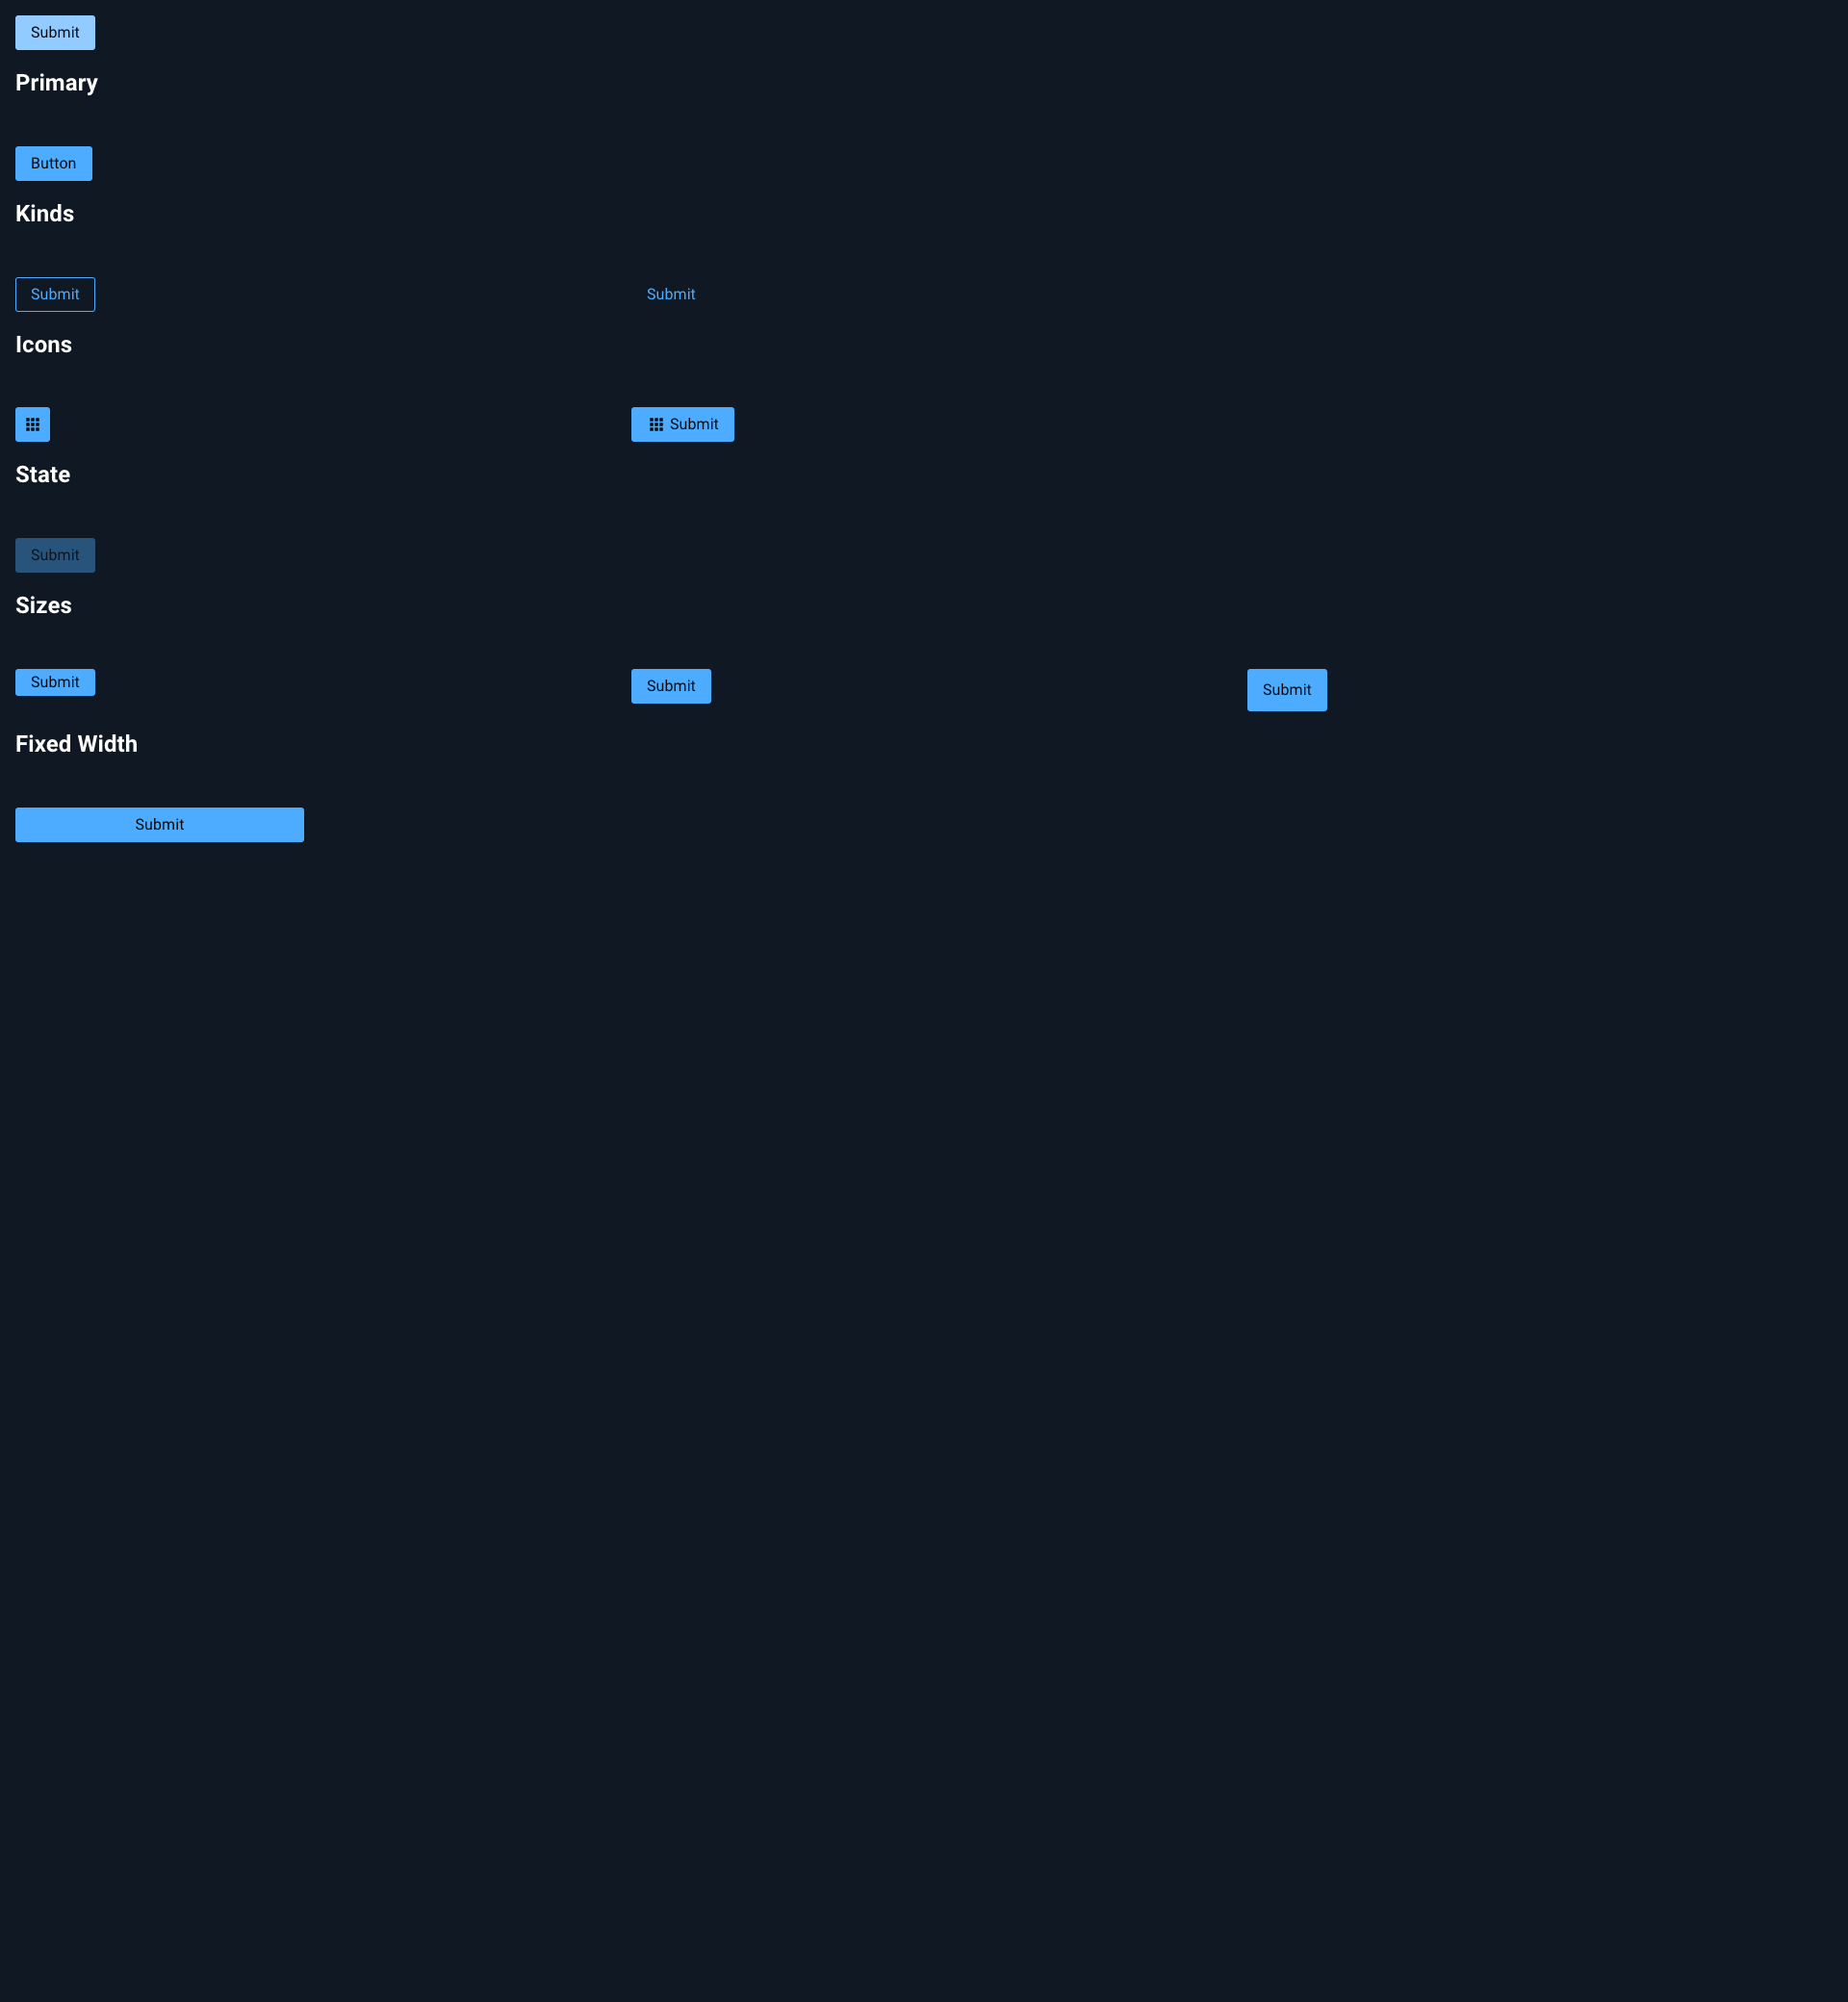 Submit
Primary
Button
Kinds
Submit Submit
Icons
Submit
State
Submit
Sizes
Submit Submit Submit
Fixed Width
Submit